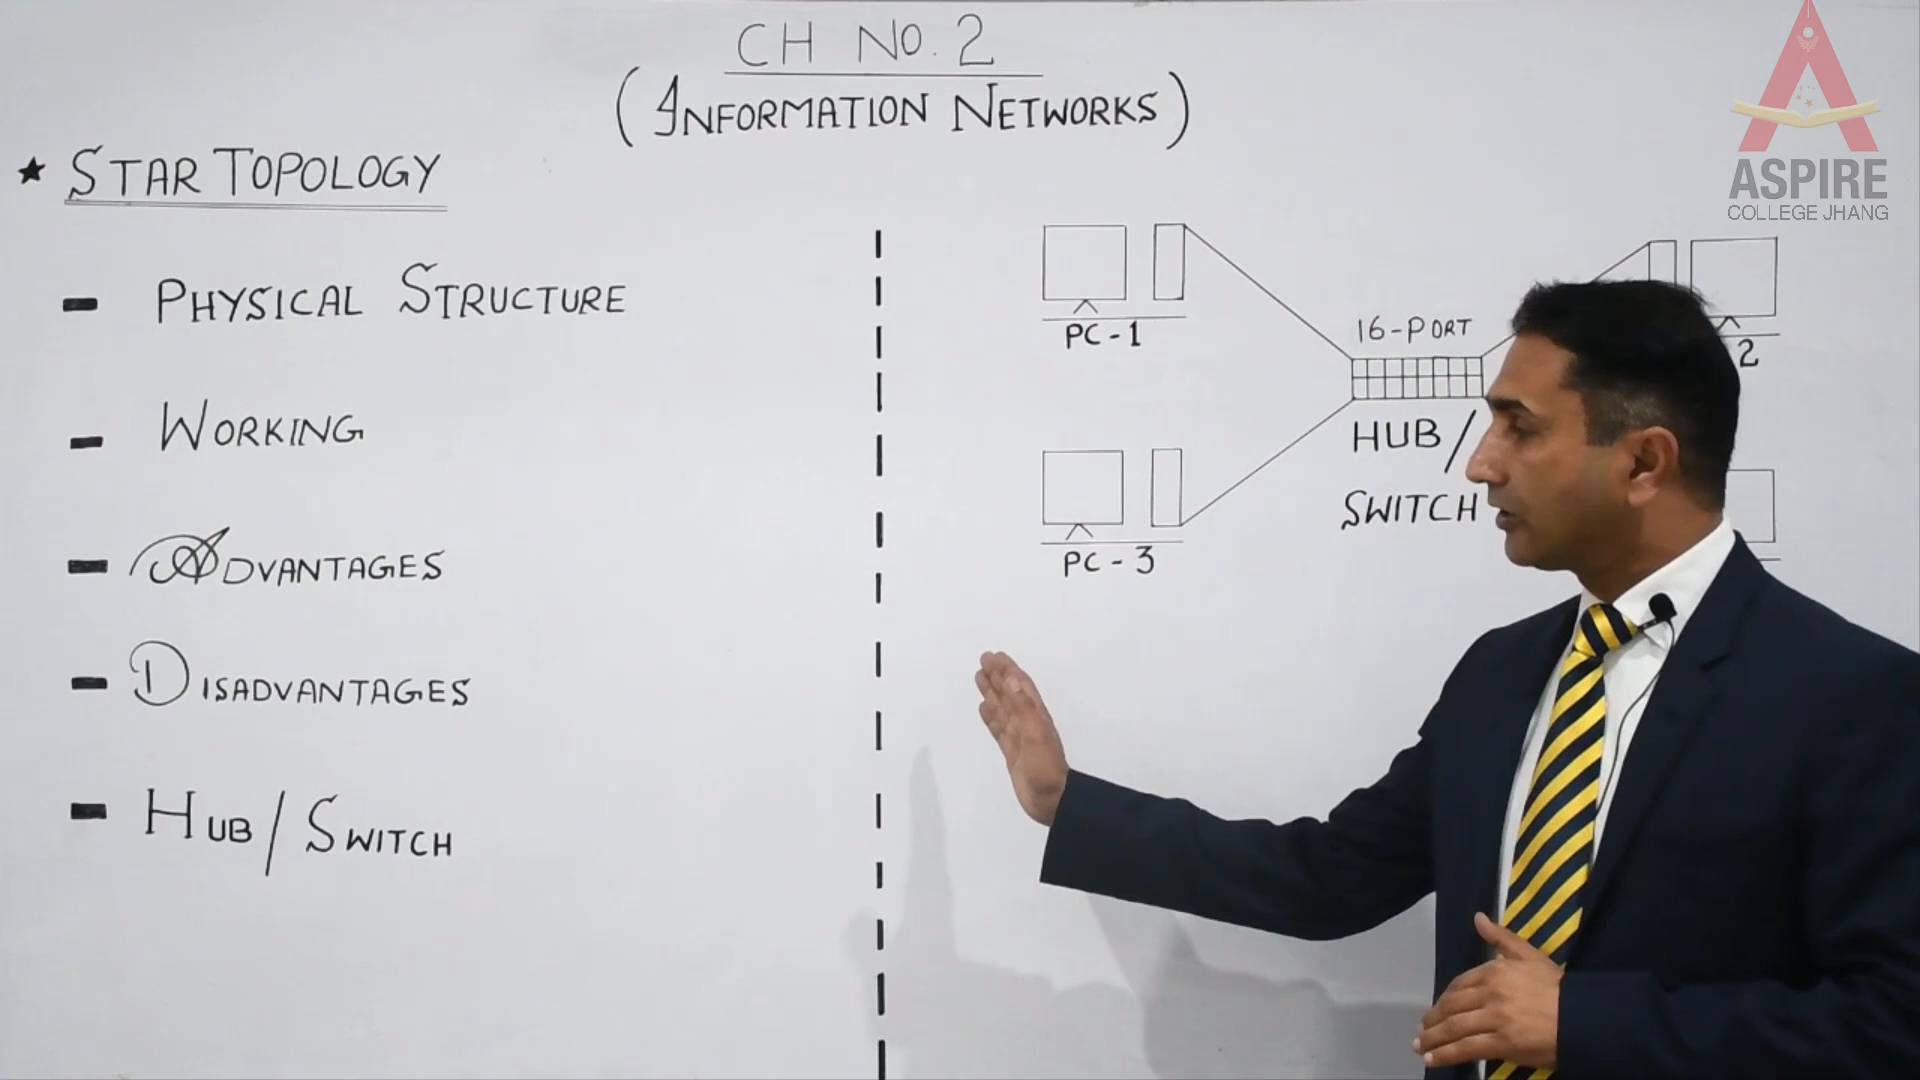 CH NO. 2
(INFORMATION NETWORKS)
★ STAR TOPOLOGY
- PHYSICAL STRUCTURE
- WORKING
- ADVANTAGES
- DISADVANTAGES
- HUB / SWITCH
PC-1
16-PORT
2
HUB /
SWITCH
PC-3
ASPIRE
COLLEGE JHANG